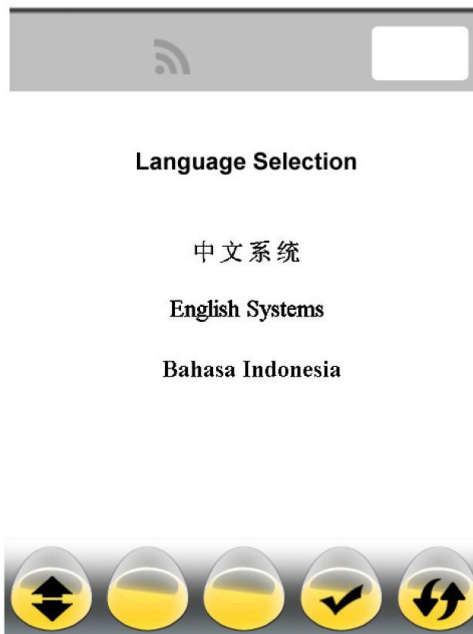 Language Selection
中文系统
English Systems
Bahasa Indonesia